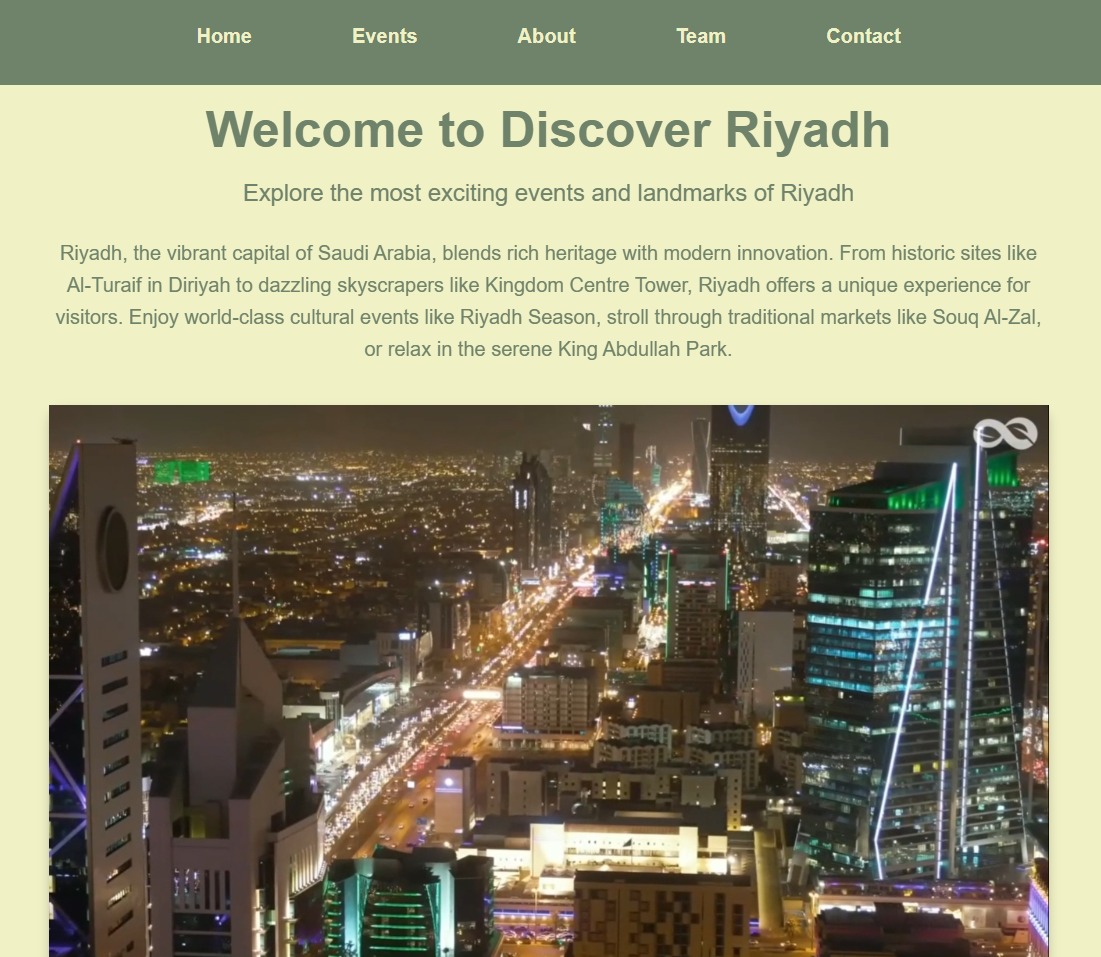 Home Events About Team Contact
Welcome to Discover Riyadh
Explore the most exciting events and landmarks of Riyadh
Riyadh, the vibrant capital of Saudi Arabia, blends rich heritage with modern innovation. From historic sites like
Al-Turaif in Diriyah to dazzling skyscrapers like Kingdom Centre Tower, Riyadh offers a unique experience for
visitors. Enjoy world-class cultural events like Riyadh Season, stroll through traditional markets like Souq Al-Zal,
or relax in the serene King Abdullah Park.